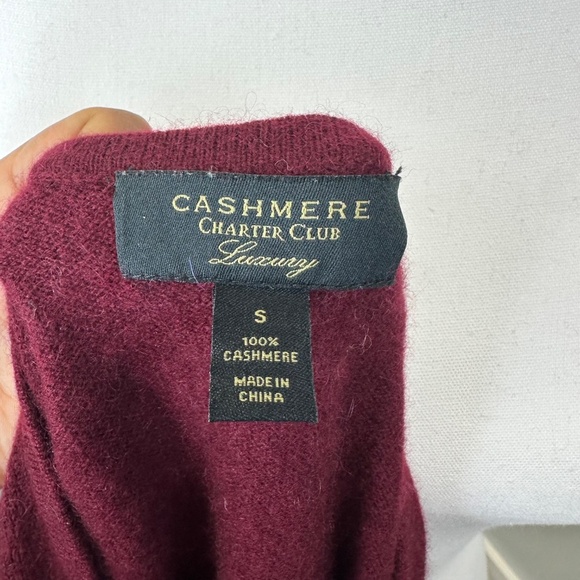 CASHMERE
CHARTER CLUB
Luxury
S
100%
CASHMERE
MADE IN
CHINA